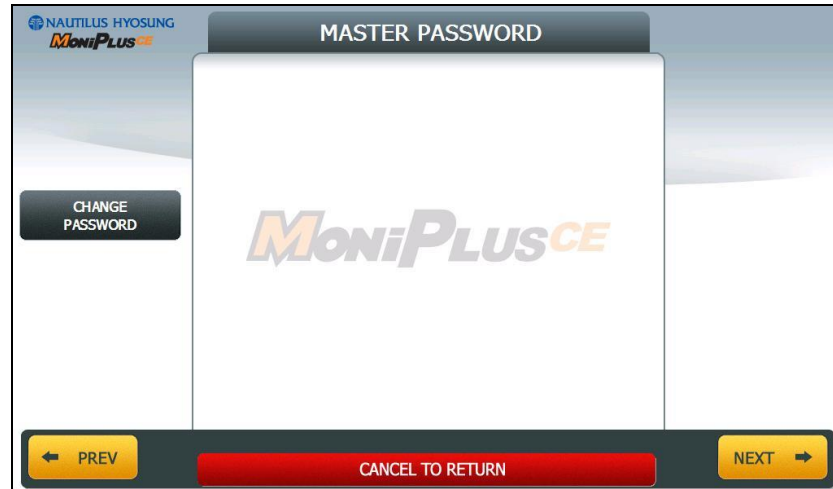 NAUTILUS HYOSUNG
MoniPlusCE
MASTER PASSWORD
CHANGE
PASSWORD
MoniPlusCE
PREV
CANCEL TO RETURN
NEXT